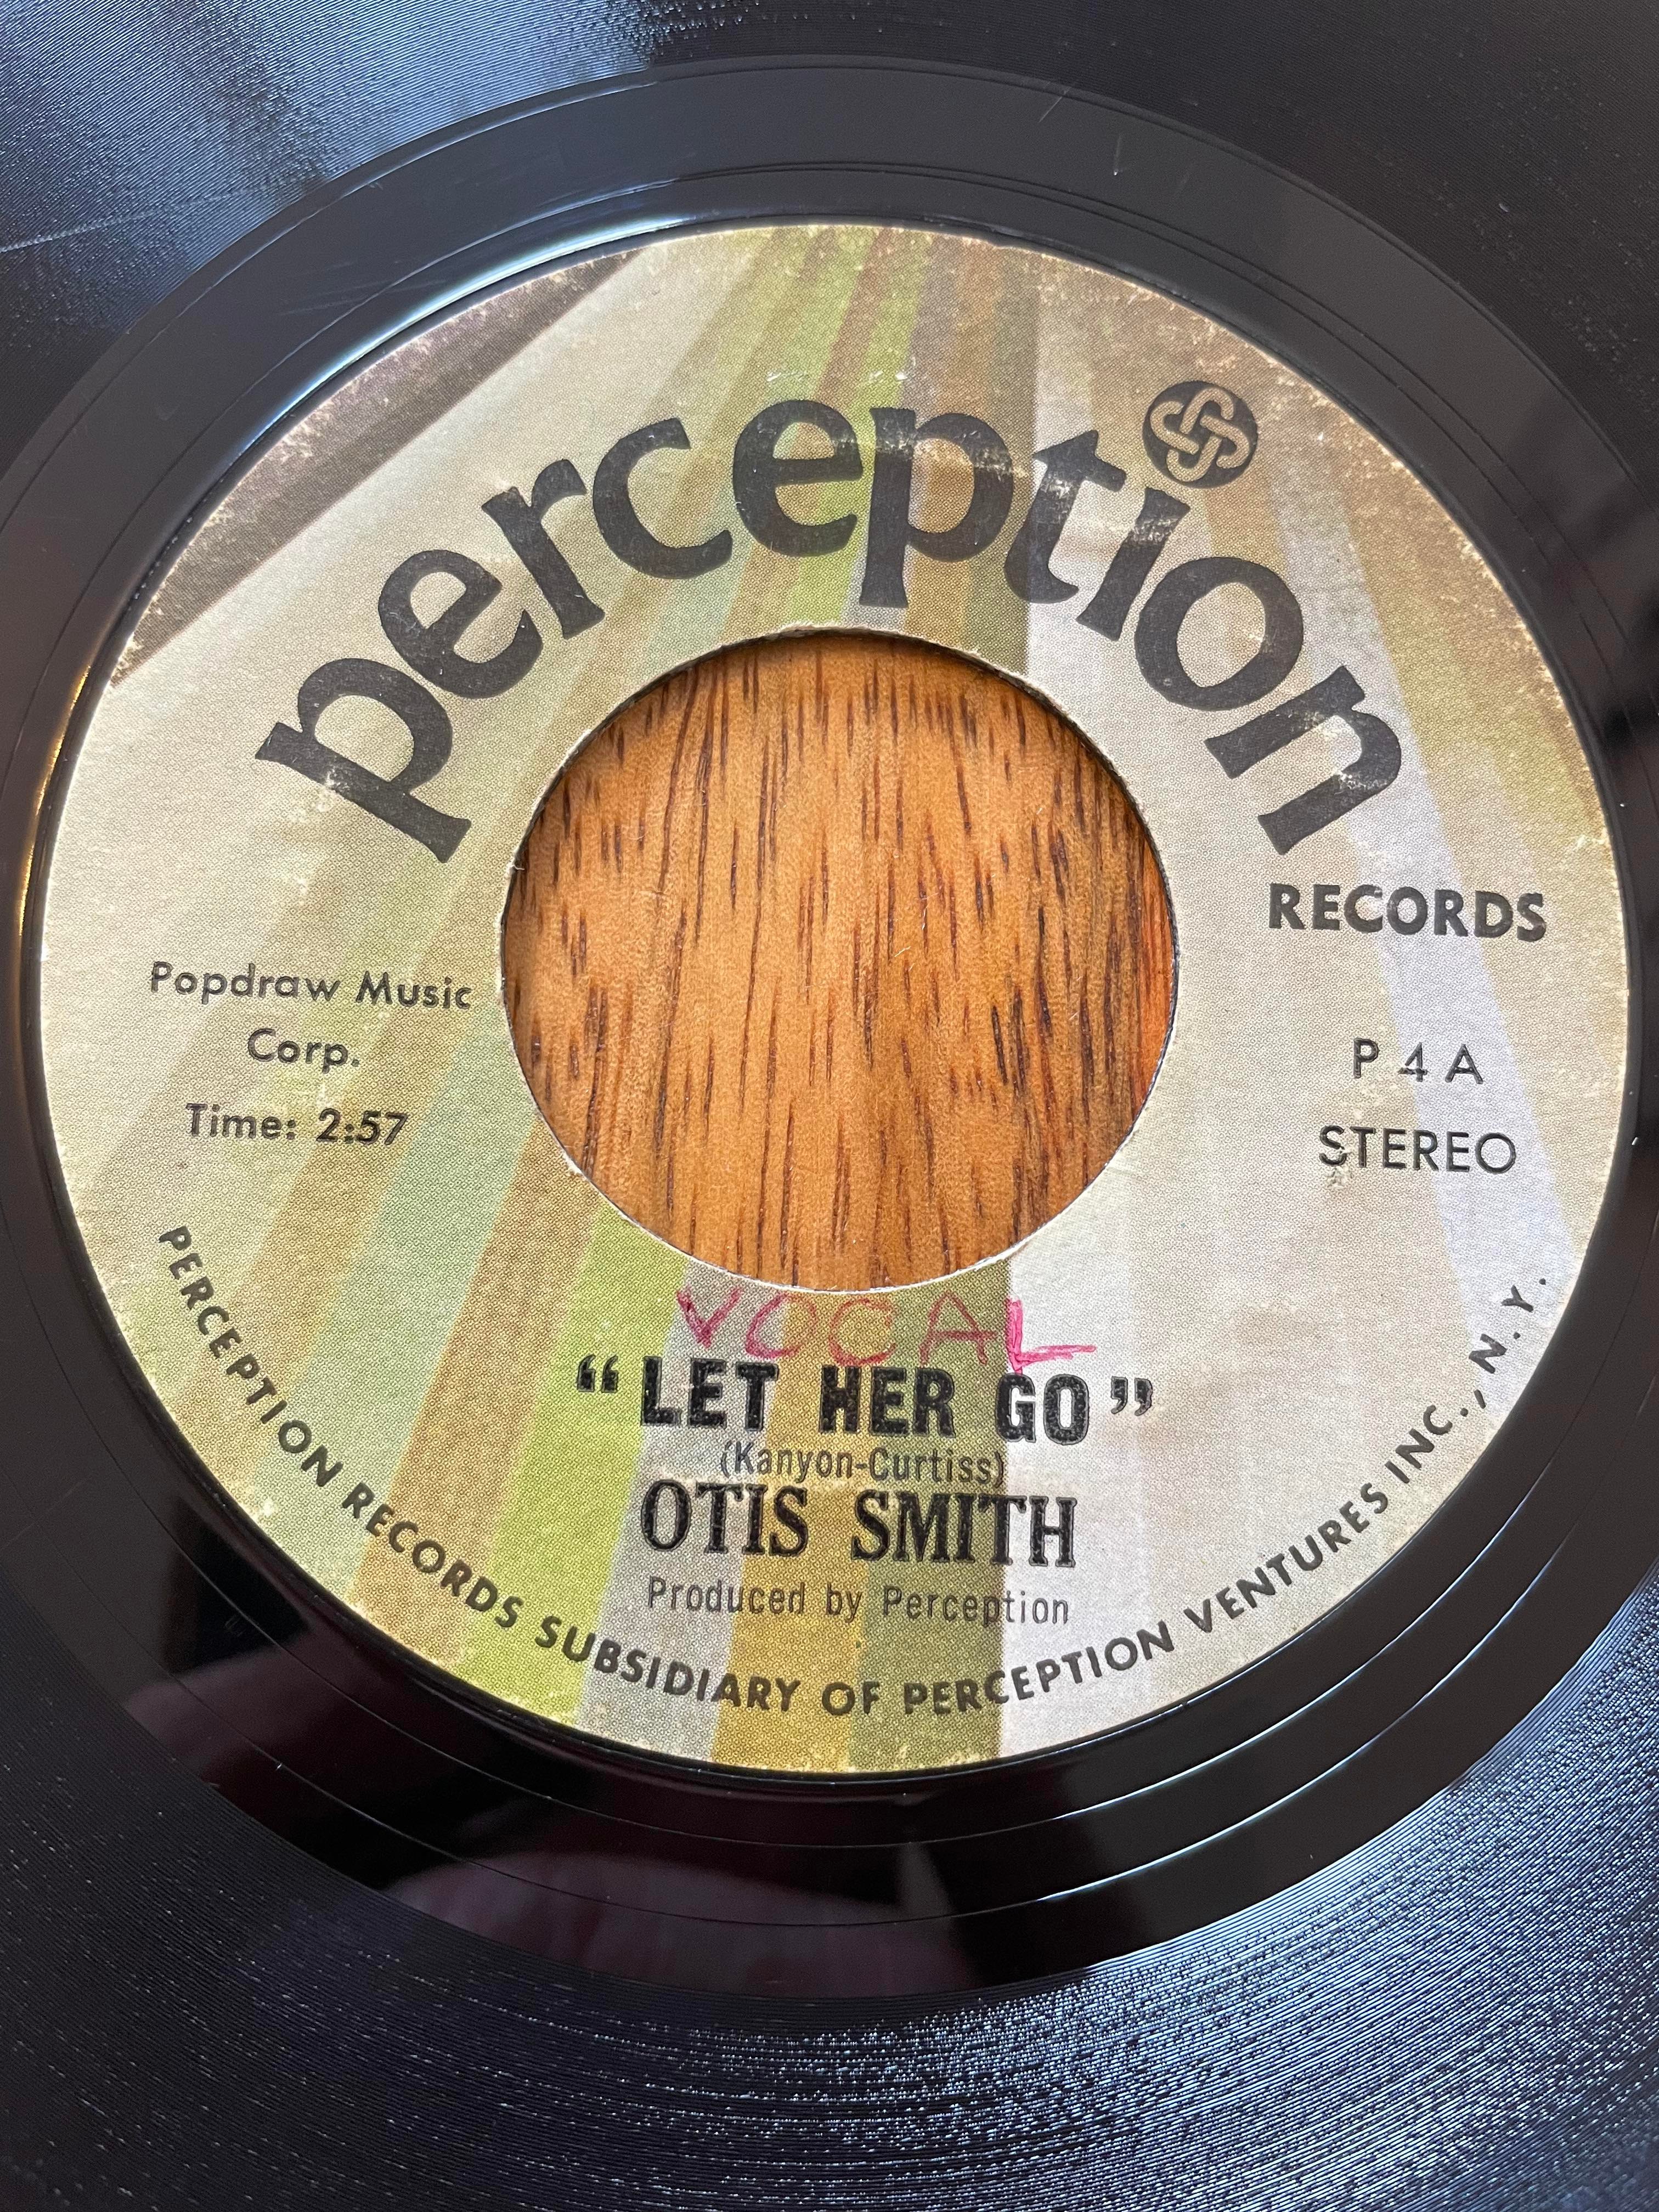 perception
RECORDS
Popdraw Music
Corp.
Time: 2:57
P 4 A
STEREO
VOCAL
“LET HER GO”
(Kanyon-Curtiss)
OTIS SMITH
Produced by Perception
PERCEPTION RECORDS SUBSIDIARY OF PERCEPTION VENTURES INC., N.Y.